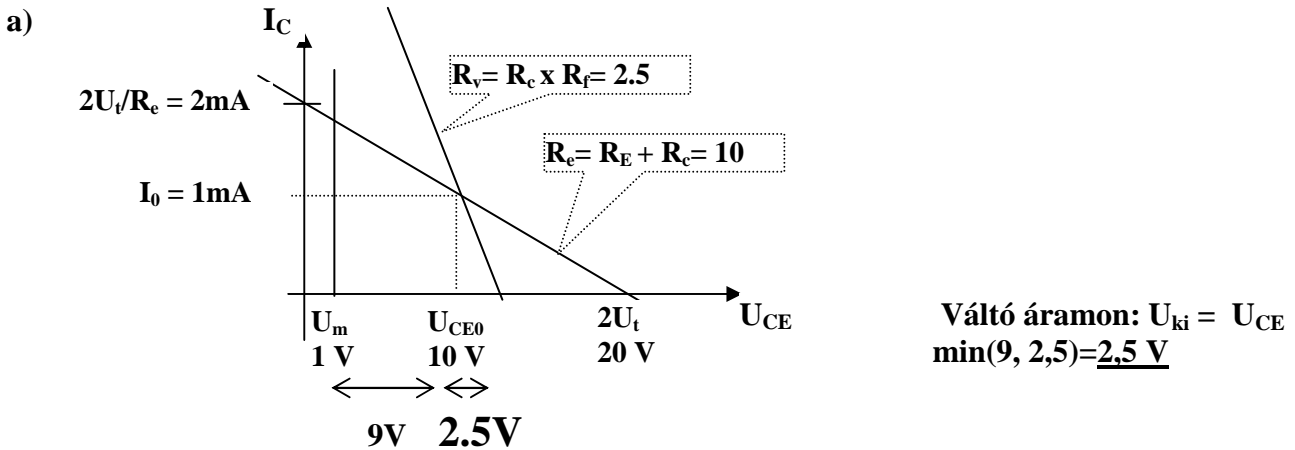 a)
I_C
R_v= R_c x R_f= 2.5
2U_t/R_e = 2mA
R_e= R_E + R_c= 10
I_0 = 1mA
U_m U_CE0 2U_t U_CE
1 V 10 V 20 V
Váltó áramon: U_ki = U_CE
min(9, 2,5)=2,5 V
9V 2.5V